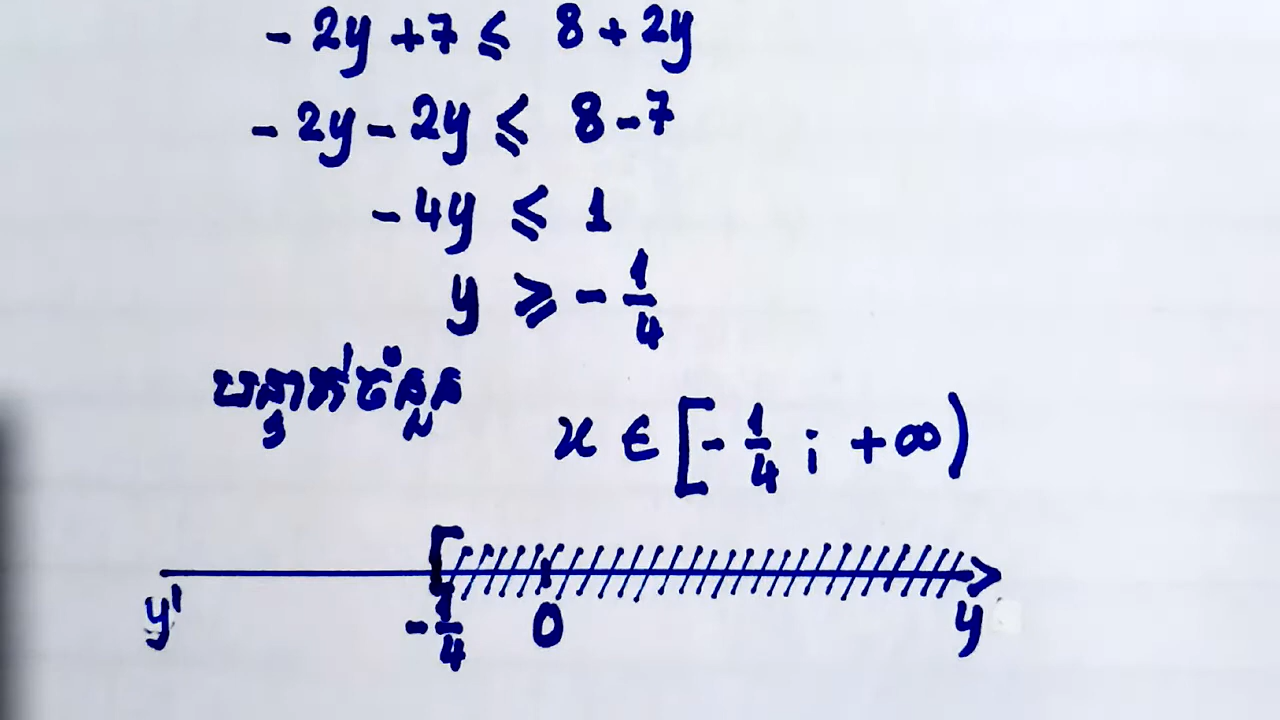 - 2y + 7 ≤ 8 + 2y
- 2y - 2y ≤ 8 - 7
- 4y ≤ 1
y ≥ - 1/4
បន្ទាត់ចំនួន
x ∈ [- 1/4 ; +∞)
y' - 1/4 0 y